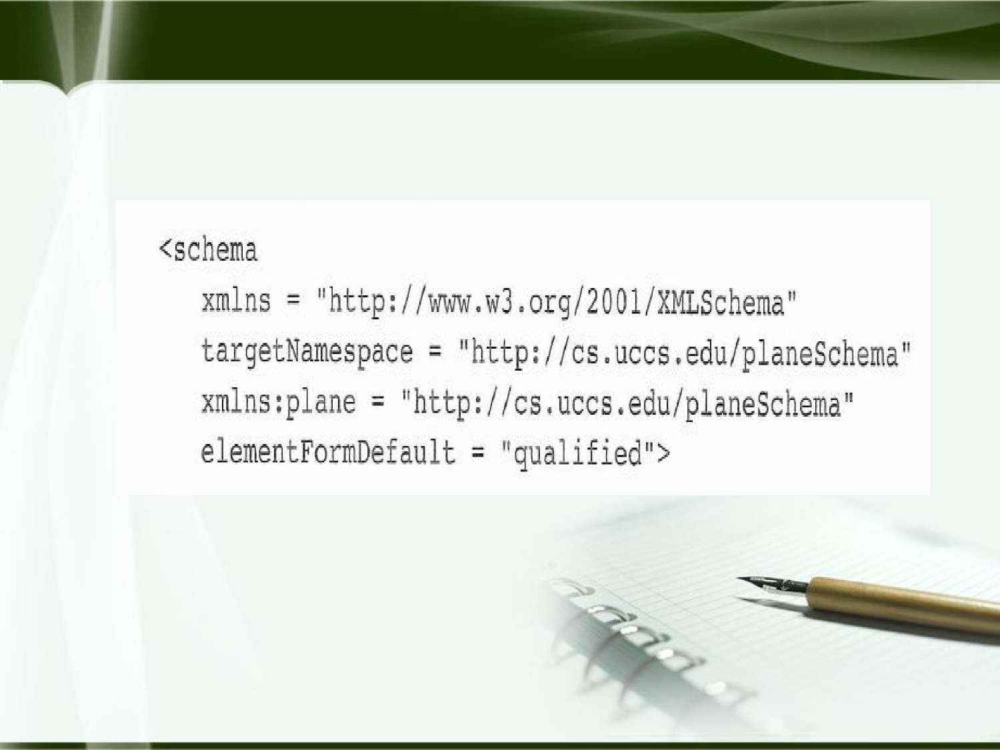 <schema
xmlns = "http://www.w3.org/2001/XMLSchema"
targetNamespace = "http://cs.uccs.edu/planeSchema"
xmlns:plane = "http://cs.uccs.edu/planeSchema"
elementFormDefault = "qualified">